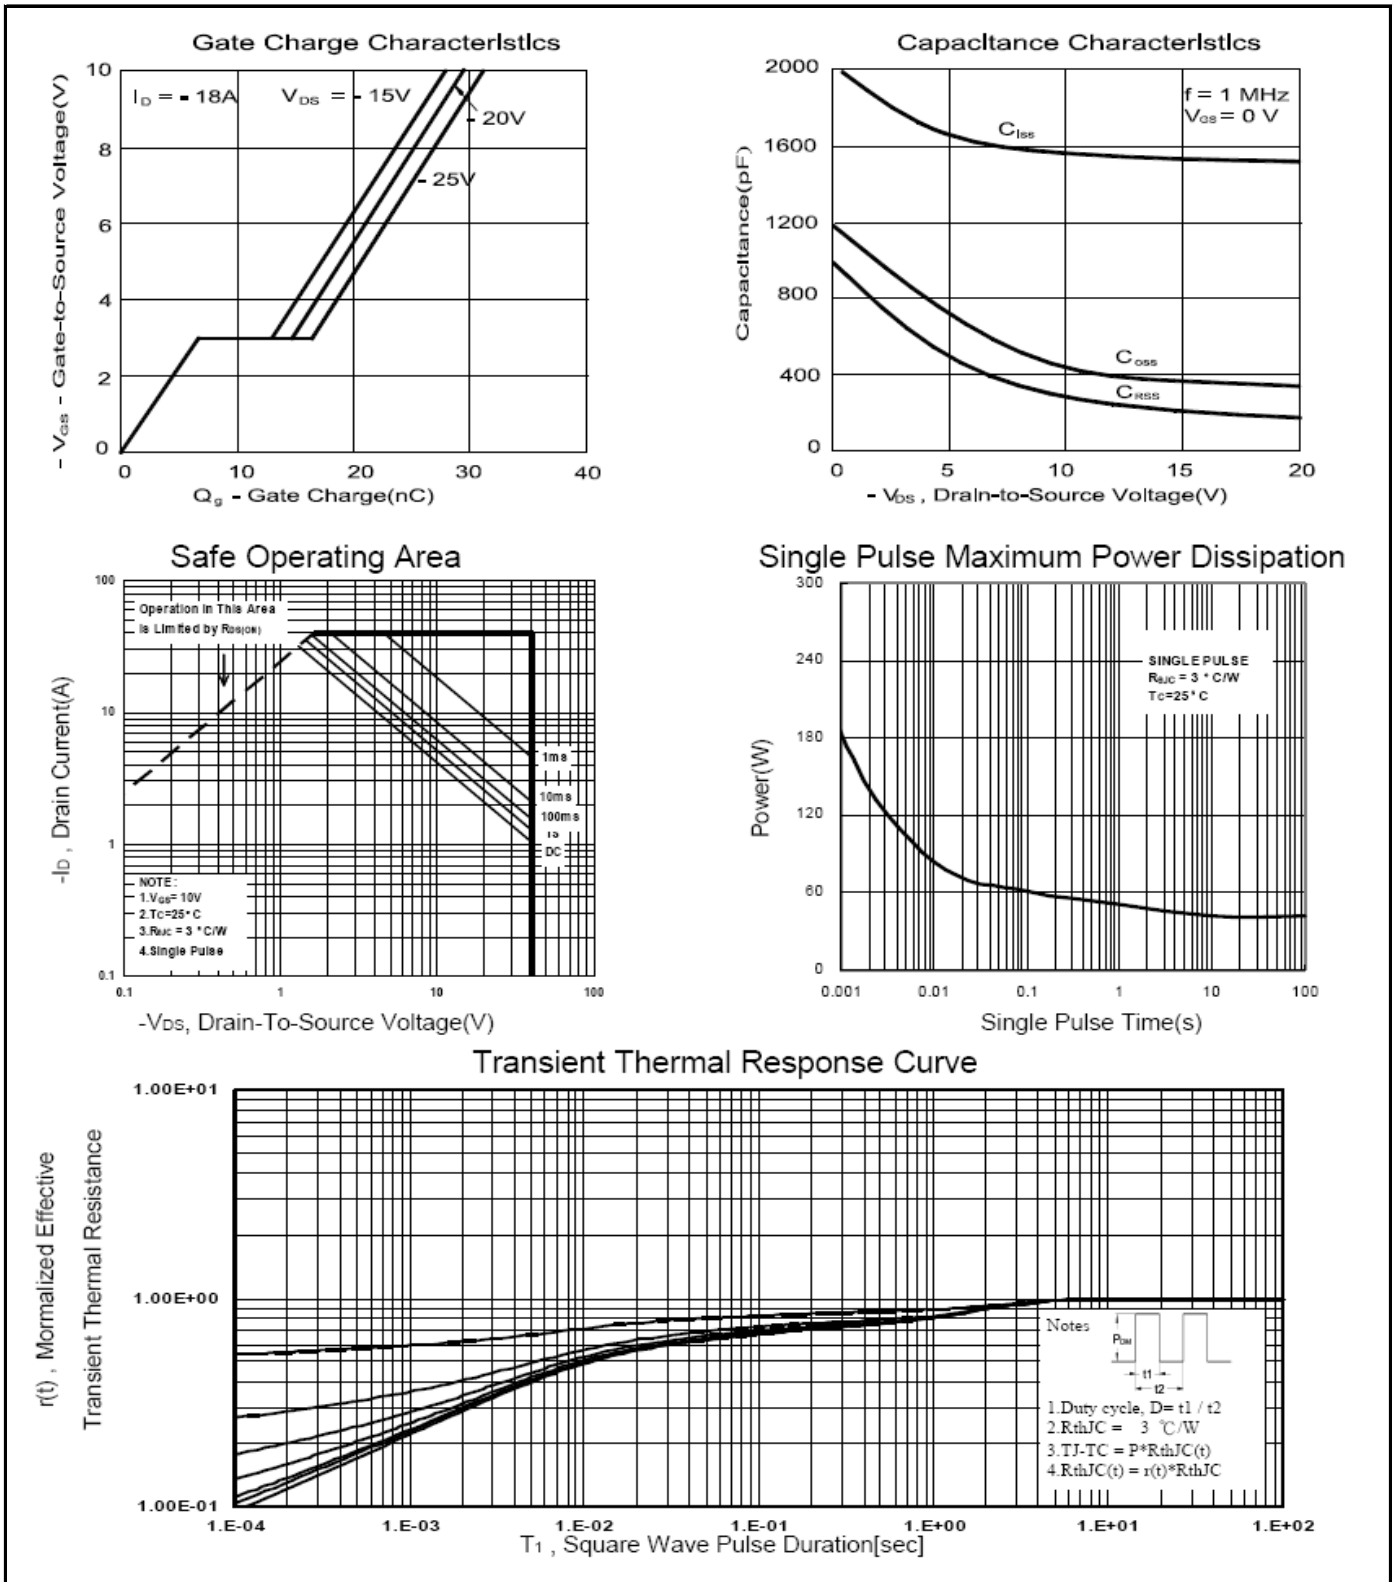 Gate Charge Characteristics
- VGS - Gate-to-Source Voltage(V)
10
8
6
4
2
0
ID = - 18A
VDS = - 15V
- 20V
- 25V
0 10 20 30 40
Qg - Gate Charge(nC)
Capacitance Characteristics
Capacitance(pF)
2000
1600
1200
800
400
0
f = 1 MHz
VGS = 0 V
Ciss
Coss
CRSS
0 5 10 15 20
- VDS , Drain-to-Source Voltage(V)
Safe Operating Area
-ID , Drain Current(A)
100
10
1
0.1
Operation in This Area
is Limited by RDS(ON)
1ms
10ms
100ms
1s
DC
NOTE :
1.VGS= 10V
2.TC=25°C
3.RθJC = 3 °C/W
4.Single Pulse
0.1 1 10 100
-VDS, Drain-To-Source Voltage(V)
Single Pulse Maximum Power Dissipation
Power(W)
300
240
180
120
60
0
SINGLE PULSE
RθJC = 3 °C/W
TC=25°C
0.001 0.01 0.1 1 10 100
Single Pulse Time(s)
Transient Thermal Response Curve
r(t) , Mormalized Effective
Transient Thermal Resistance
1.00E+01
1.00E+00
1.00E-01
Notes
PDM
t1
t2
1.Duty cycle, D= t1 / t2
2.RthJC = 3 ℃/W
3.TJ-TC = P*RthJC(t)
4.RthJC(t) = r(t)*RthJC
1.E-04 1.E-03 1.E-02 1.E-01 1.E+00 1.E+01 1.E+02
T1 , Square Wave Pulse Duration[sec]